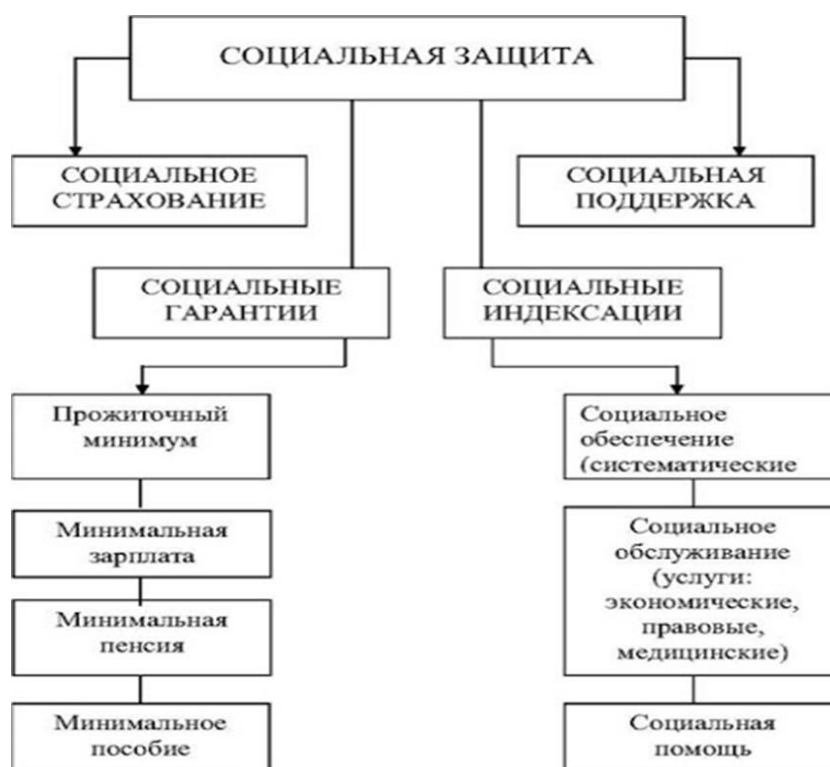 СОЦИАЛЬНАЯ ЗАЩИТА
СОЦИАЛЬНОЕ
СТРАХОВАНИЕ
СОЦИАЛЬНАЯ
ПОДДЕРЖКА
СОЦИАЛЬНЫЕ
ГАРАНТИИ
СОЦИАЛЬНЫЕ
ИНДЕКСАЦИИ
Прожиточный
минимум
Минимальная
зарплата
Минимальная
пенсия
Минимальное
пособие
Социальное
обеспечение
(систематические
Социальное
обслуживание
(услуги:
экономические,
правовые,
медицинские)
Социальная
помощь